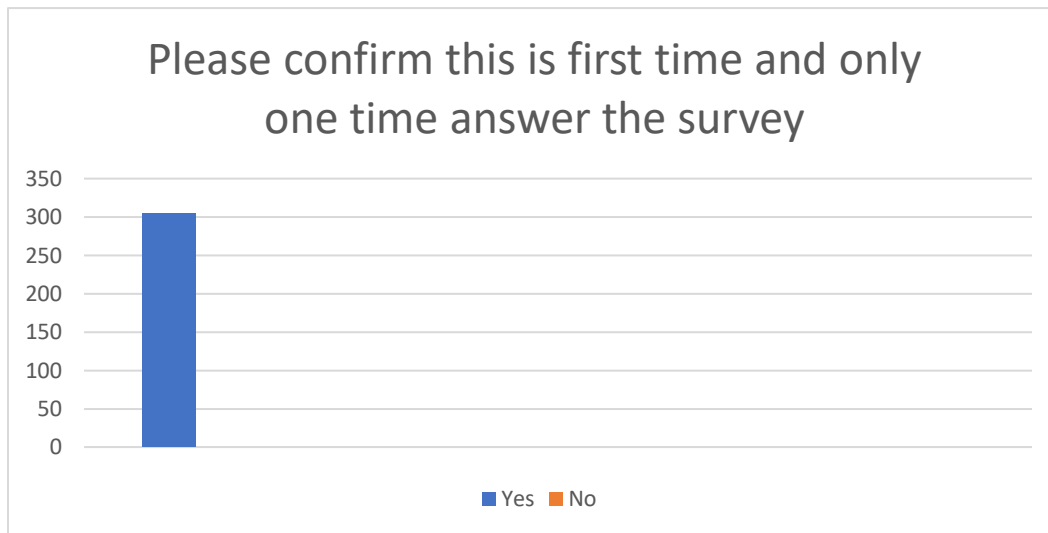 Please confirm this is first time and only
one time answer the survey
350
300
250
200
150
100
50
0
Yes No